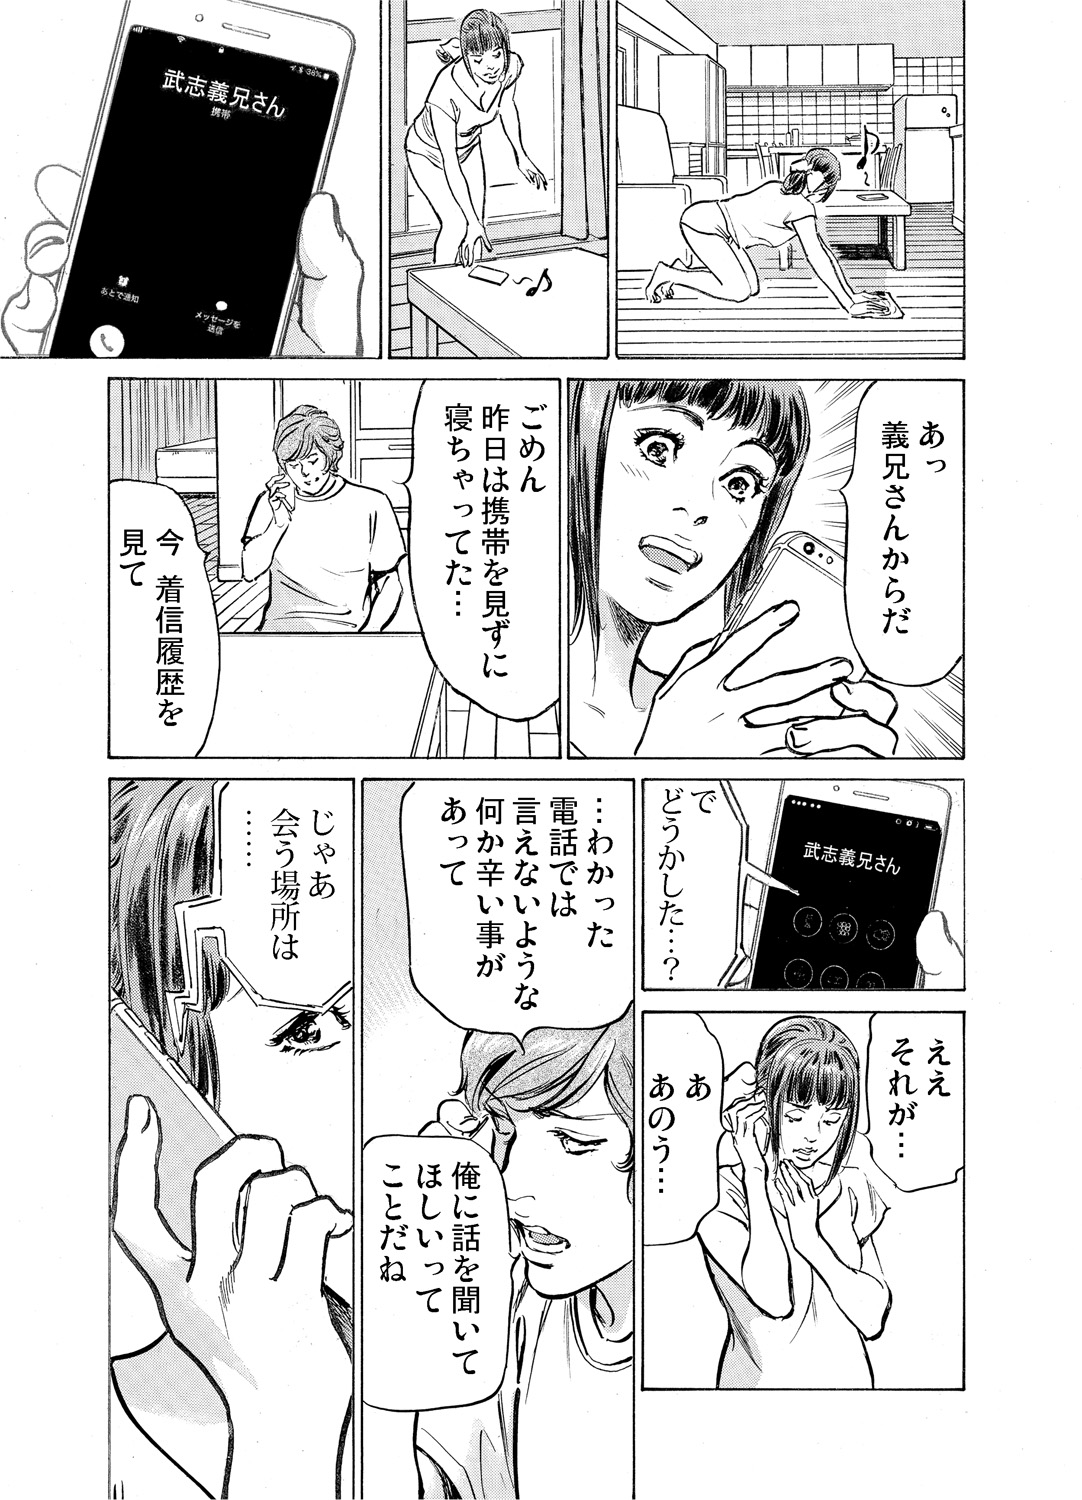 38%
武志義兄さん
携帯
あとで通知
メッセージを
送信
あっ
義兄さんからだ
ごめん
昨日は携帯を見ずに
寝ちゃってた…
今 着信履歴を
見て
武志義兄さん
で
どうかした…?
ええ
それが…
あ
あのう…
…わかった
電話では
言えないような
何か辛い事が
あって
俺に話を聞いて
ほしいって
ことだね
じゃあ
会う場所は
……